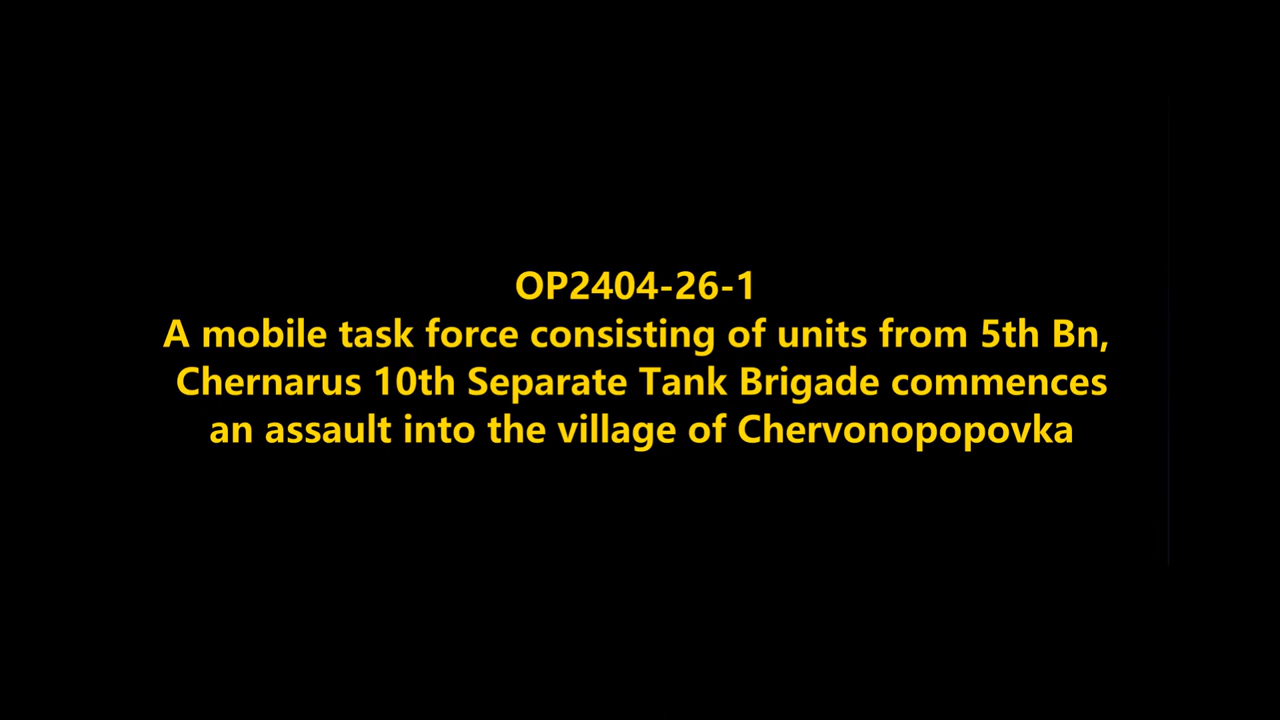 OP2404-26-1
A mobile task force consisting of units from 5th Bn,
Chernarus 10th Separate Tank Brigade commences
an assault into the village of Chervonopopovka